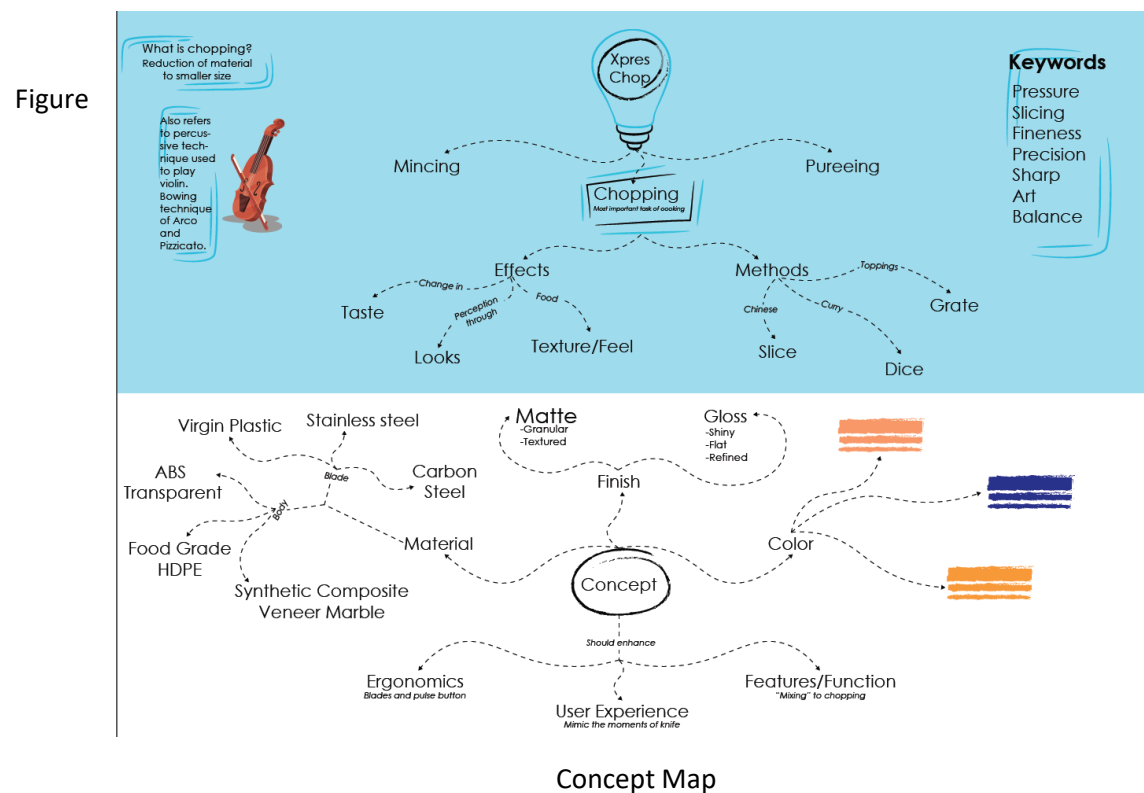 Figure
What is chopping?
Reduction of material
to smaller size
Also refers
to percus-
sive tech-
nique used
to play
violin.
Bowing
technique
of Arco
and
Pizzicato.
Xpres
Chop
Keywords
Pressure
Slicing
Fineness
Precision
Sharp
Art
Balance
Mincing
Pureeing
Chopping
Most important task of cooking
Effects
Methods
Change in
Perception
through
Food
Taste
Looks
Texture/Feel
Toppings
Chinese
Curry
Grate
Slice
Dice
Virgin Plastic
Stainless steel
ABS
Transparent
Blade
Carbon
Steel
Body
Food Grade
HDPE
Synthetic Composite
Veneer Marble
Material
Matte
-Granular
-Textured
Gloss
-Shiny
-Flat
-Refined
Finish
Color
Concept
Should enhance
Ergonomics
Blades and pulse button
User Experience
Mimic the moments of knife
Features/Function
"Mixing" to chopping
Concept Map